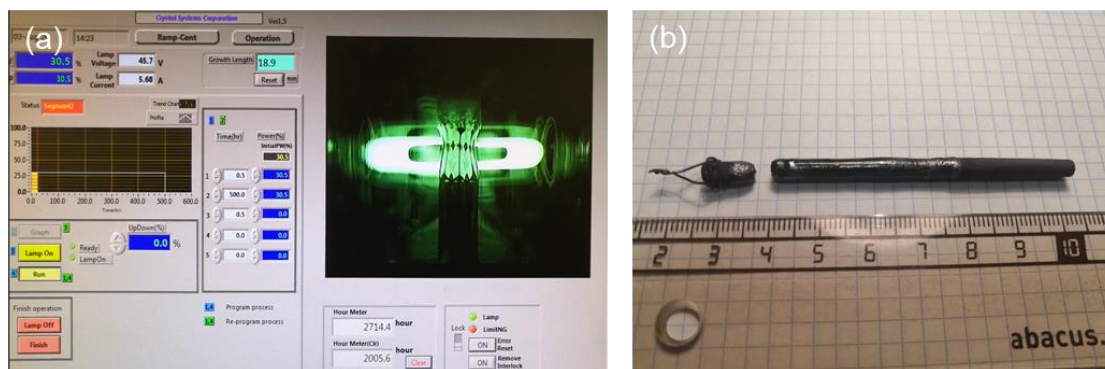 (a)
Crystal Systems Corporation
Ver1.5
14:23
Ramp-Cont
Operation
30.5 %
Lamp Voltage 45.7 V
30.5 %
Lamp Current 5.68 A
Growth Length 18.9
Reset mm
Status Segment2
Trend Chart
Profile
100.0
75.0
50.0
25.0
0.0
0.0 100.0 200.0 300.0 400.0 500.0 600.0
Time(hr) Power(%)
InitialPW(%)
30.5
1 0.5 30.5
2 500.0 30.5
3 0.5 0.0
4 0.0 0.0
5 0.0 0.0
Graph
UpDown(%)
0.0 %
Lamp On
Ready
LampOn
Run
1,4
Finish operation
Lamp Off
Finish
1,4 Program process
1,4 Re-program process
Hour Meter
2714.4 hour
Hour Meter(Clr)
2005.6 hour
Clear
Lock
Lamp
LimitNG
ON Error Reset
ON Remove Interlock
(b)
2 3 4 5 6 7 8 9 10
abacus.